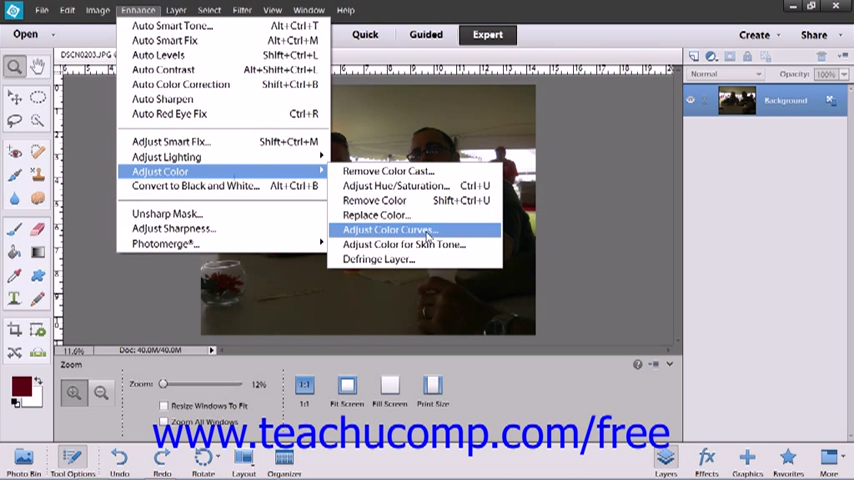 File Edit Image Enhance Layer Select Filter View Window Help
Open Quick Guided Expert Create Share
DSCN0203.JPG
Auto Smart Tone... Alt+Ctrl+T
Auto Smart Fix Alt+Ctrl+M
Auto Levels Shift+Ctrl+L
Auto Contrast Alt+Shift+Ctrl+L
Auto Color Correction Shift+Ctrl+B
Auto Sharpen
Auto Red Eye Fix Ctrl+R
Adjust Smart Fix... Shift+Ctrl+M
Adjust Lighting
Adjust Color
Convert to Black and White... Alt+Ctrl+B
Unsharp Mask...
Adjust Sharpness...
Photomerge®...
Remove Color Cast...
Adjust Hue/Saturation... Ctrl+U
Remove Color Shift+Ctrl+U
Replace Color...
Adjust Color Curves...
Adjust Color for Skin Tone...
Defringe Layer...
Normal Opacity: 100%
Background
11.6% Doc: 40.0M/40.0M
Zoom
Zoom: 12%
1:1
1:1 Fit Screen Fill Screen Print Size
Resize Windows To Fit
Zoom All Windows
www.teachucomp.com/free
Photo Bin Tool Options Undo Redo Rotate Layout Organizer Layers Effects Graphics Favorites More